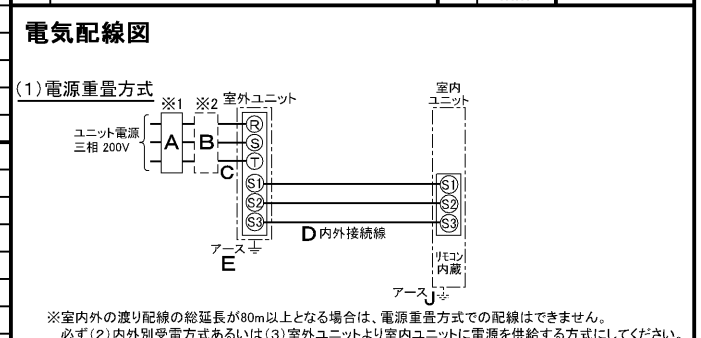 電気配線図
(1)電源重畳方式
※1 ※2 室外ユニット
室内
ユニット
ユニット電源
三相 200V
A B
R
S
T
C
S1 S1
S2 S2
S3 S3
D 内外接続線
アース
E
リモコン
内蔵
アース J
※室内外の渡り配線の総延長が80m以上となる場合は、電源重畳方式での配線はできません。
必ず(2)内外別受電方式あるいは(3)室外ユニットより室内ユニットに電源を供給する方式にしてください。